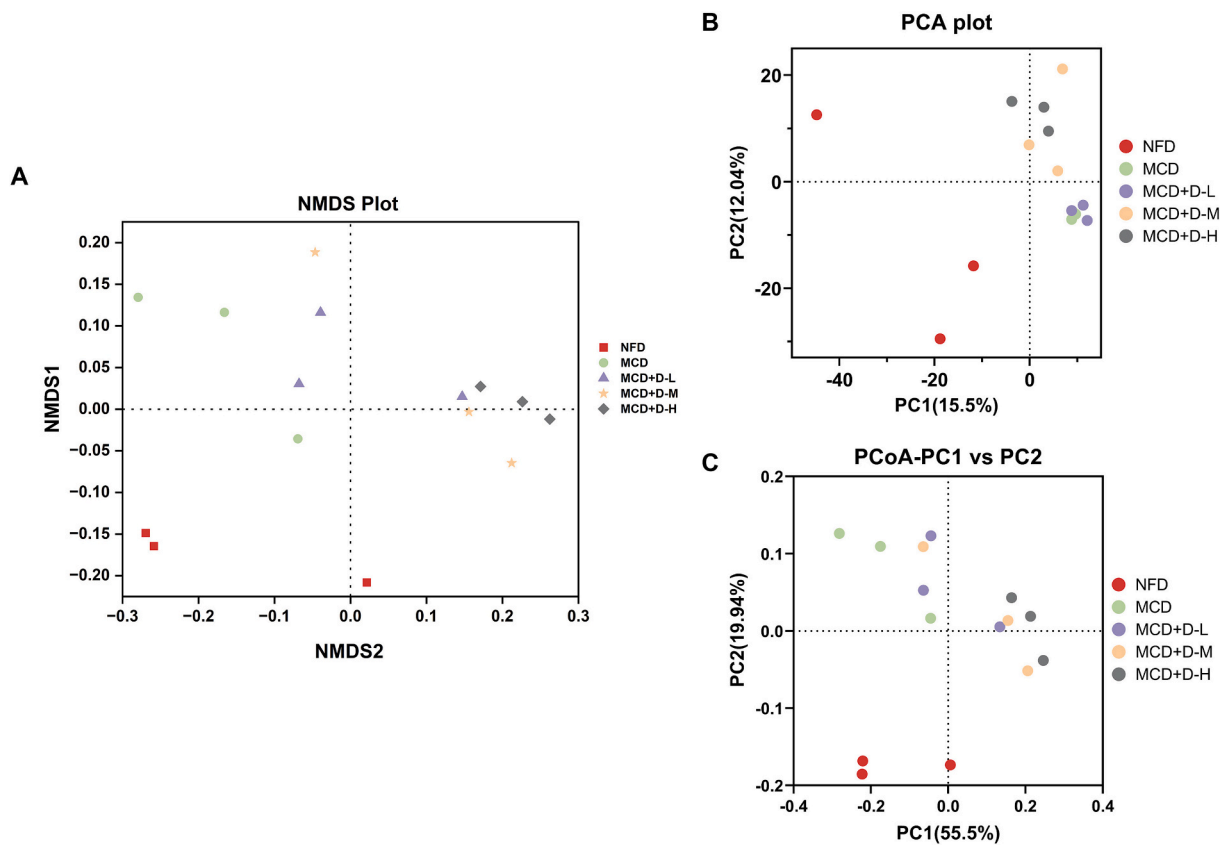 A
NMDS Plot
NMDS1
0.20
0.15
0.10
0.05
0.00
−0.05
−0.10
−0.15
−0.20
−0.3
−0.2
−0.1
0.0
0.1
0.2
0.3
NMDS2
NFD
MCD
MCD+D-L
MCD+D-M
MCD+D-H
B
PCA plot
PC2(12.04%)
20
0
-20
-40
-20
0
PC1(15.5%)
NFD
MCD
MCD+D-L
MCD+D-M
MCD+D-H
C
PCoA-PC1 vs PC2
PC2(19.94%)
0.2
0.1
0.0
-0.1
-0.2
-0.4
-0.2
0.0
0.2
0.4
PC1(55.5%)
NFD
MCD
MCD+D-L
MCD+D-M
MCD+D-H